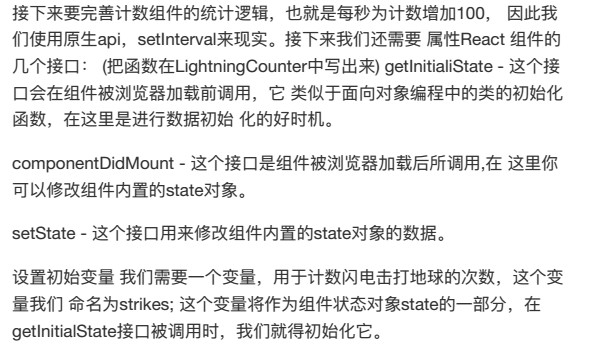 接下来要完善计数组件的统计逻辑，也就是每秒为计数增加100， 因此我
们使用原生api，setInterval来现实。接下来我们还需要 属性React 组件的
几个接口： (把函数在LightningCounter中写出来) getInitialiState - 这个接
口会在组件被浏览器加载前调用，它 类似于面向对象编程中的类的初始化
函数，在这里是进行数据初始 化的好时机。
componentDidMount - 这个接口是组件被浏览器加载后所调用,在 这里你
可以修改组件内置的state对象。
setState - 这个接口用来修改组件内置的state对象的数据。
设置初始变量 我们需要一个变量，用于计数闪电击打地球的次数，这个变
量我们 命名为strikes; 这个变量将作为组件状态对象state的一部分，在
getInitialState接口被调用时，我们就得初始化它。